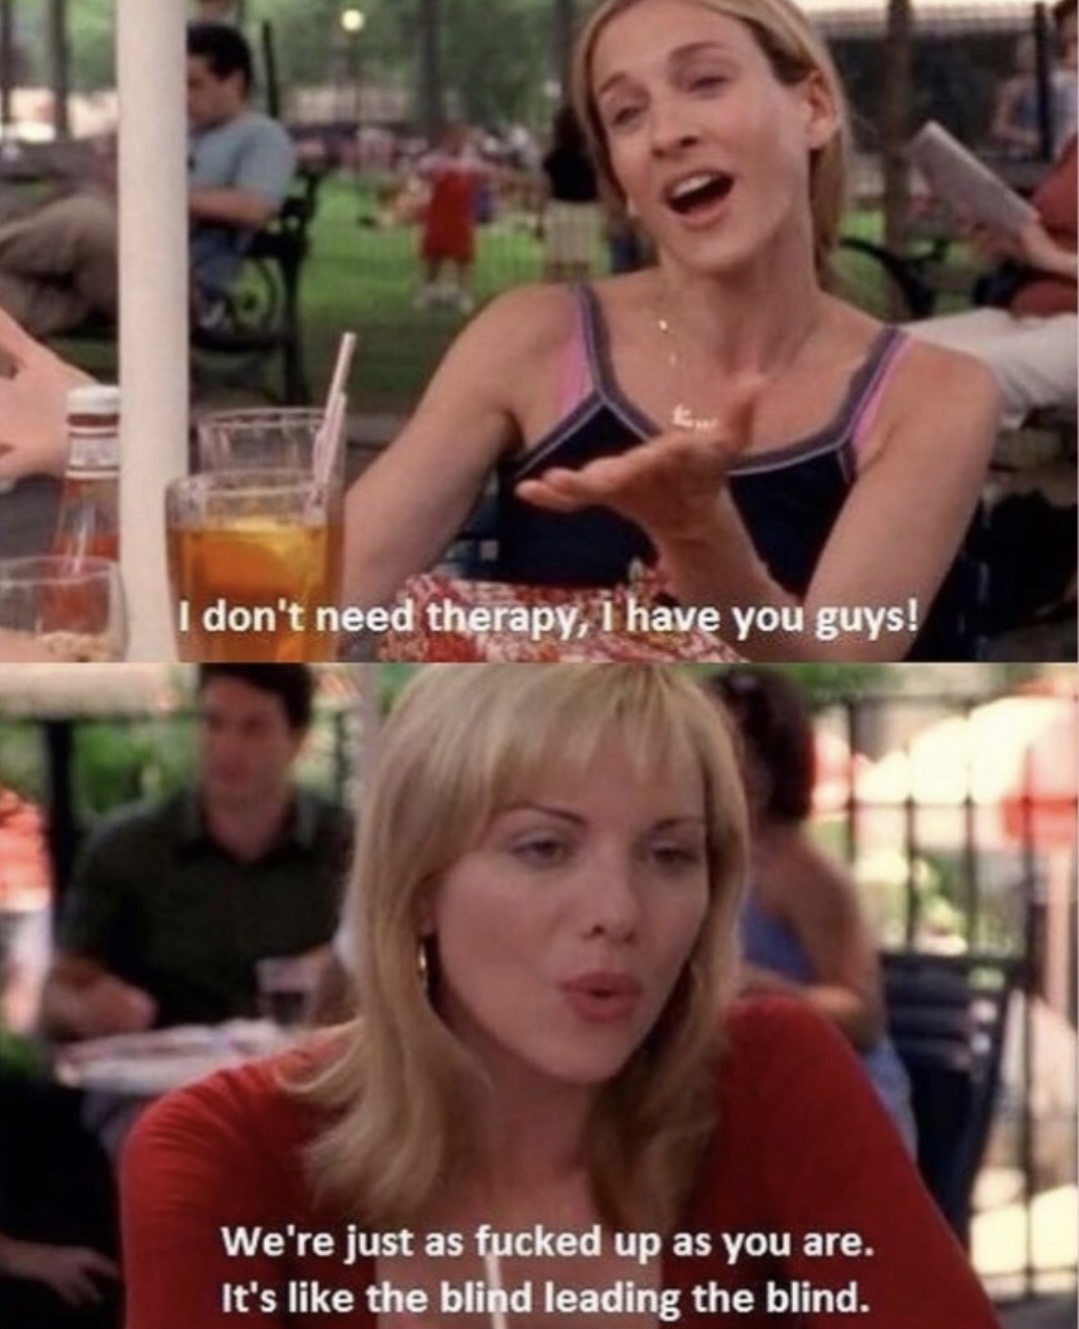 I don't need therapy, I have you guys!
We're just as fucked up as you are.
It's like the blind leading the blind.